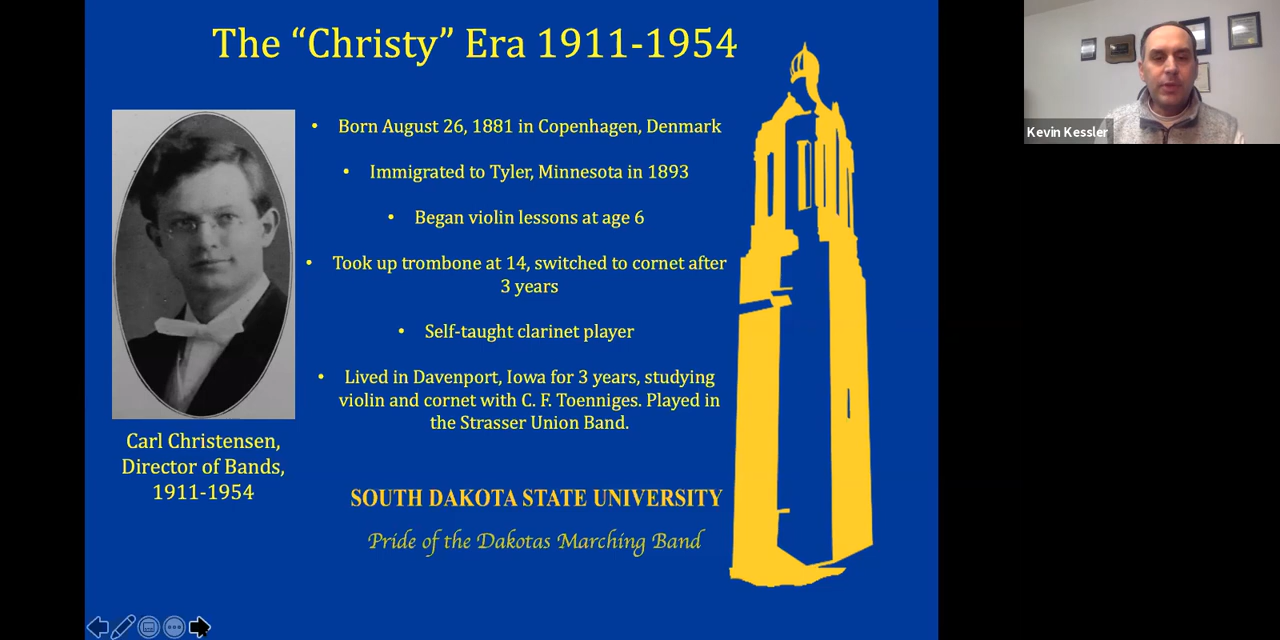 The “Christy” Era 1911-1954
• Born August 26, 1881 in Copenhagen, Denmark
• Immigrated to Tyler, Minnesota in 1893
• Began violin lessons at age 6
• Took up trombone at 14, switched to cornet after
3 years
• Self-taught clarinet player
• Lived in Davenport, Iowa for 3 years, studying
violin and cornet with C. F. Toenniges. Played in
the Strasser Union Band.
Carl Christensen,
Director of Bands,
1911-1954
SOUTH DAKOTA STATE UNIVERSITY
Pride of the Dakotas Marching Band
Kevin Kessler